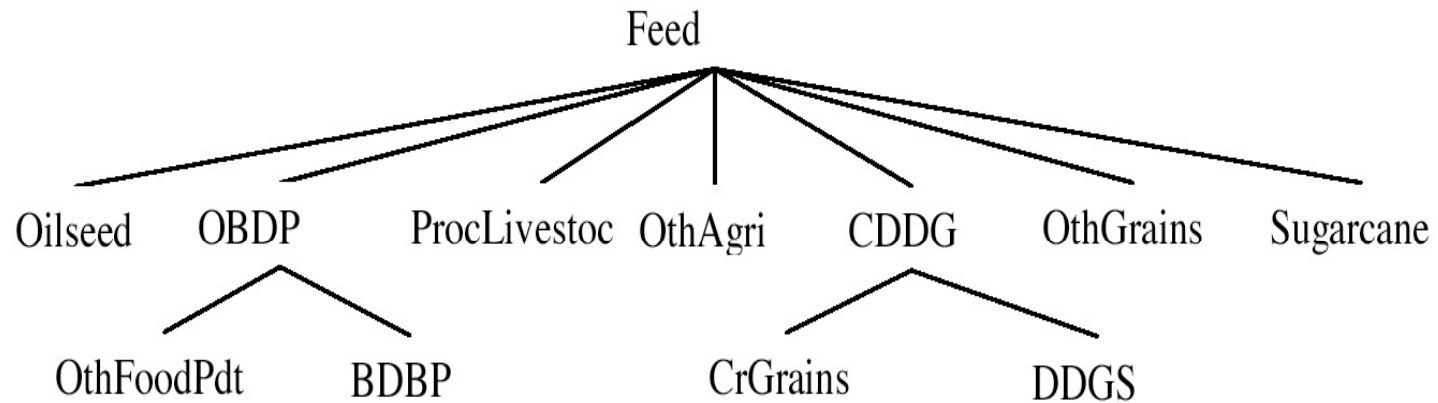 Feed
Oilseed OBDP ProcLivestoc OthAgri CDDG OthGrains Sugarcane
OthFoodPdt BDBP CrGrains DDGS